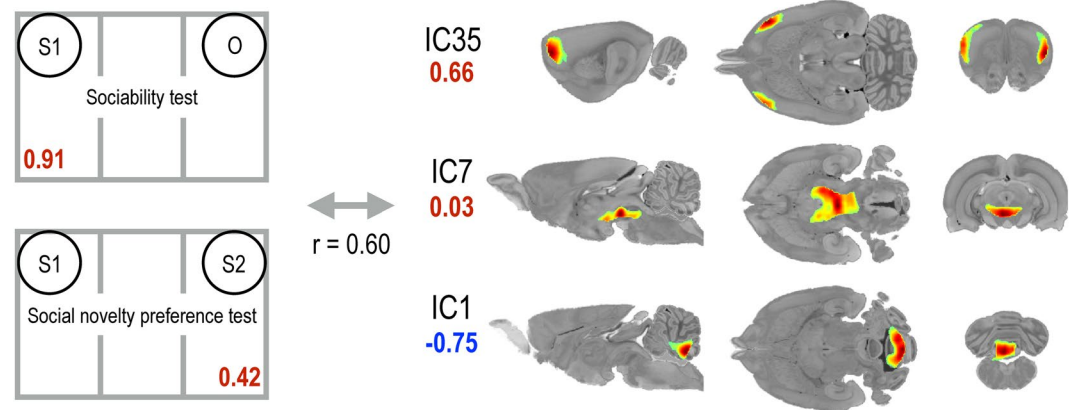 S1
O
Sociability test
0.91
S1
S2
Social novelty preference test
0.42
r = 0.60
IC35
0.66
IC7
0.03
IC1
-0.75